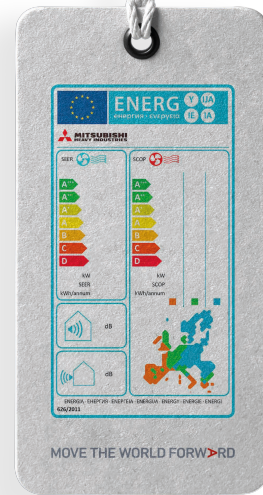 ENERG Y UA
енергия · ενεργεια IE IA
MITSUBISHI
HEAVY INDUSTRIES
SEER SCOP
A+++ A+++
A++ A++
A+ A+
A A
B B
C C
D D
kW kW
SEER SCOP
kWh/annum kWh/annum
dB
dB
ENERGIA · ЕНЕРГИЯ · ΕΝΕΡΓΕΙΑ · ENERGIJA · ENERGY · ENERGIE · ENERGI
626/2011
MOVE THE WORLD FORWARD